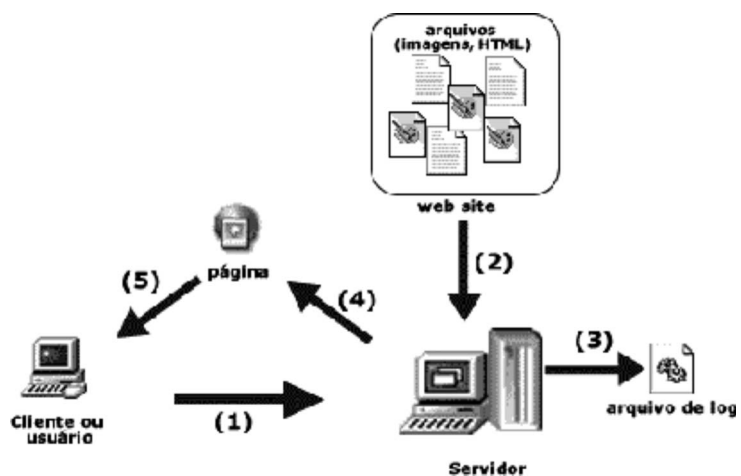 arquivos
(imagens, HTML)
web site
(2)
página
(5)
(4)
(3)
Cliente ou
usuário
(1)
arquivo de log
Servidor